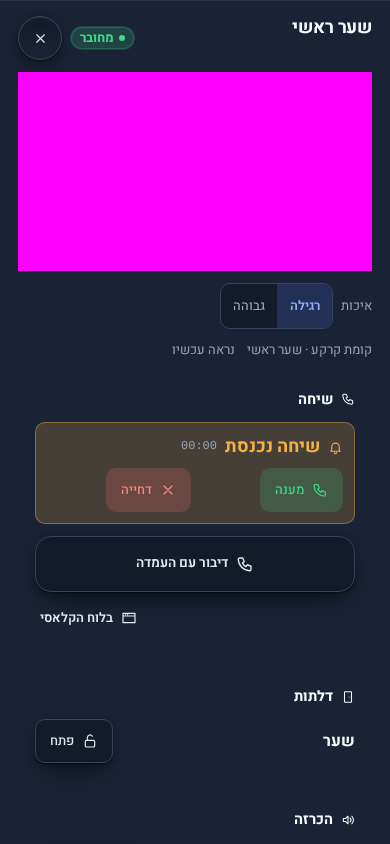 שער ראשי
מחובר
איכות רגילה גבוהה
קומת קרקע · שער ראשי נראה עכשיו
שיחה
שיחה נכנסת 00:00
מענה דחייה
דיבור עם העמדה
בלוח הקלאסי
דלתות
שער פתח
הכרזה